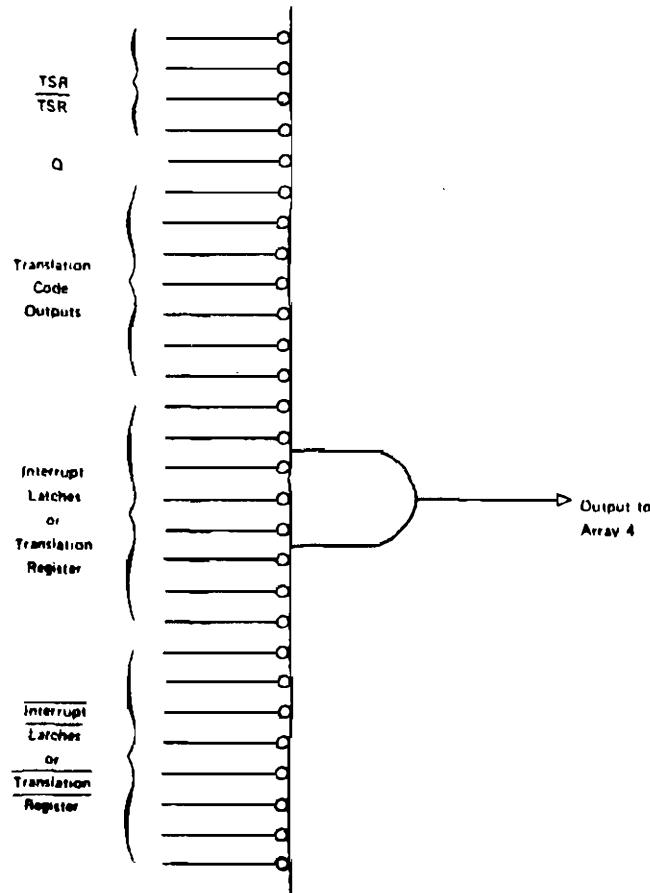 TSR
TSR
Q
Translation
Code
Outputs
Interrupt
Latches
or
Translation
Register
Output to
Array 4
Interrupt
Latches
or
Translation
Register